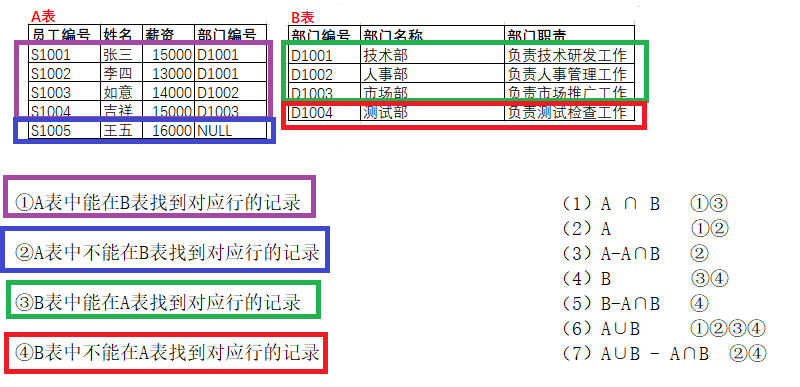 A表
员工编号 姓名 薪资 部门编号
S1001 张三 15000 D1001
S1002 李四 13000 D1001
S1003 如意 14000 D1002
S1004 吉祥 15000 D1003
S1005 王五 16000 NULL
B表
部门编号 部门名称 部门职责
D1001 技术部 负责技术研发工作
D1002 人事部 负责人事管理工作
D1003 市场部 负责市场推广工作
D1004 测试部 负责测试检查工作
①A表中能在B表找到对应行的记录
②A表中不能在B表找到对应行的记录
③B表中能在A表找到对应行的记录
④B表中不能在A表找到对应行的记录
（1）A ∩ B ①③
（2）A ①②
（3）A-A∩B ②
（4）B ③④
（5）B-A∩B ④
（6）A∪B ①②③④
（7）A∪B - A∩B ②④